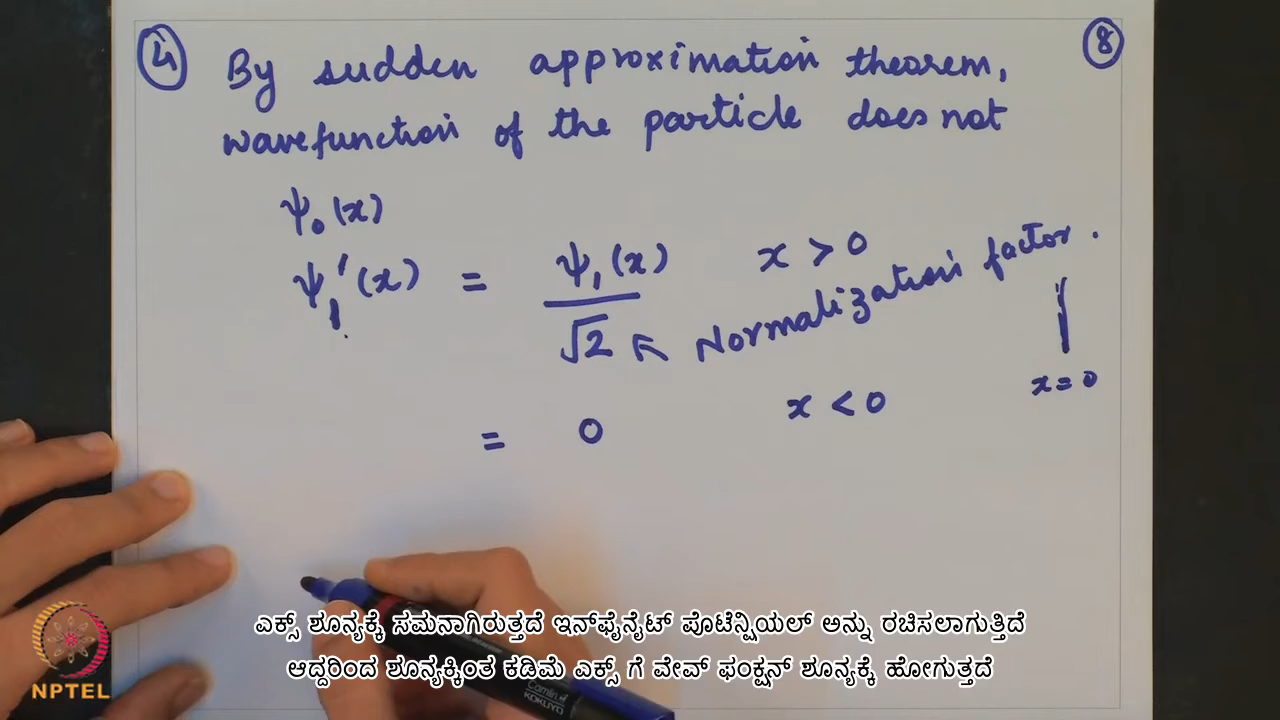 ④ By sudden approximation theorem, ⑧
wavefunction of the particle does not
ψ₀(x)
ψ₁′(x) = ψ₁(x)/√2 x > 0
↖ Normalization factor.
x = 0
= 0 x < 0
ಎಕ್ಸ್ ಶೂನ್ಯಕ್ಕೆ ಸಮನಾಗಿರುತ್ತದೆ ಇನ್‌ಫೈನೈಟ್ ಪೊಟೆನ್ಷಿಯಲ್ ಅನ್ನು ರಚಿಸಲಾಗುತ್ತಿದೆ
ಆದ್ದರಿಂದ ಶೂನ್ಯಕ್ಕಿಂತ ಕಡಿಮೆ ಎಕ್ಸ್ ಗೆ ವೇವ್ ಫಂಕ್ಷನ್ ಶೂನ್ಯಕ್ಕೆ ಹೋಗುತ್ತದೆ
NPTEL
Camlin
KOKUYO